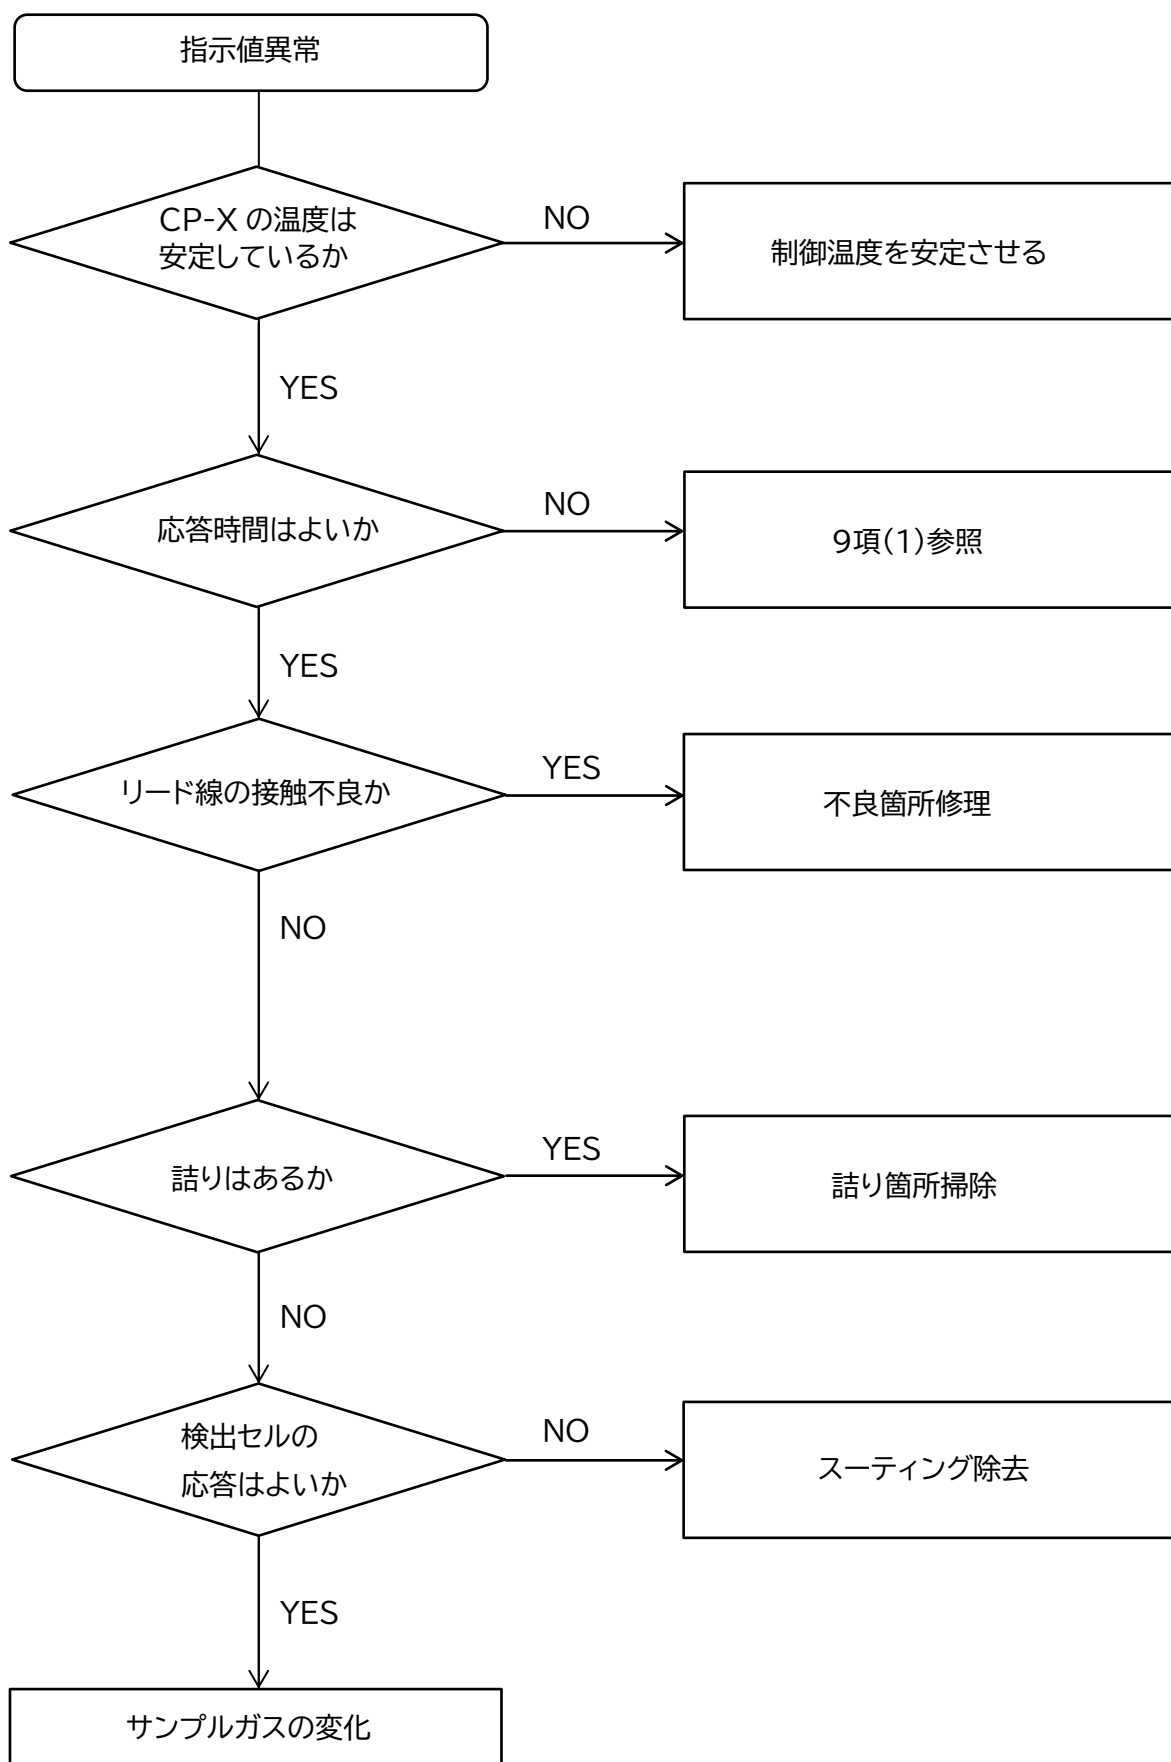 指示値異常
CP-X の温度は
安定しているか
NO
制御温度を安定させる
YES
応答時間はよいか
NO
9項(1)参照
YES
リード線の接触不良か
YES
不良箇所修理
NO
詰りはあるか
YES
詰り箇所掃除
NO
検出セルの
応答はよいか
NO
スーティング除去
YES
サンプルガスの変化